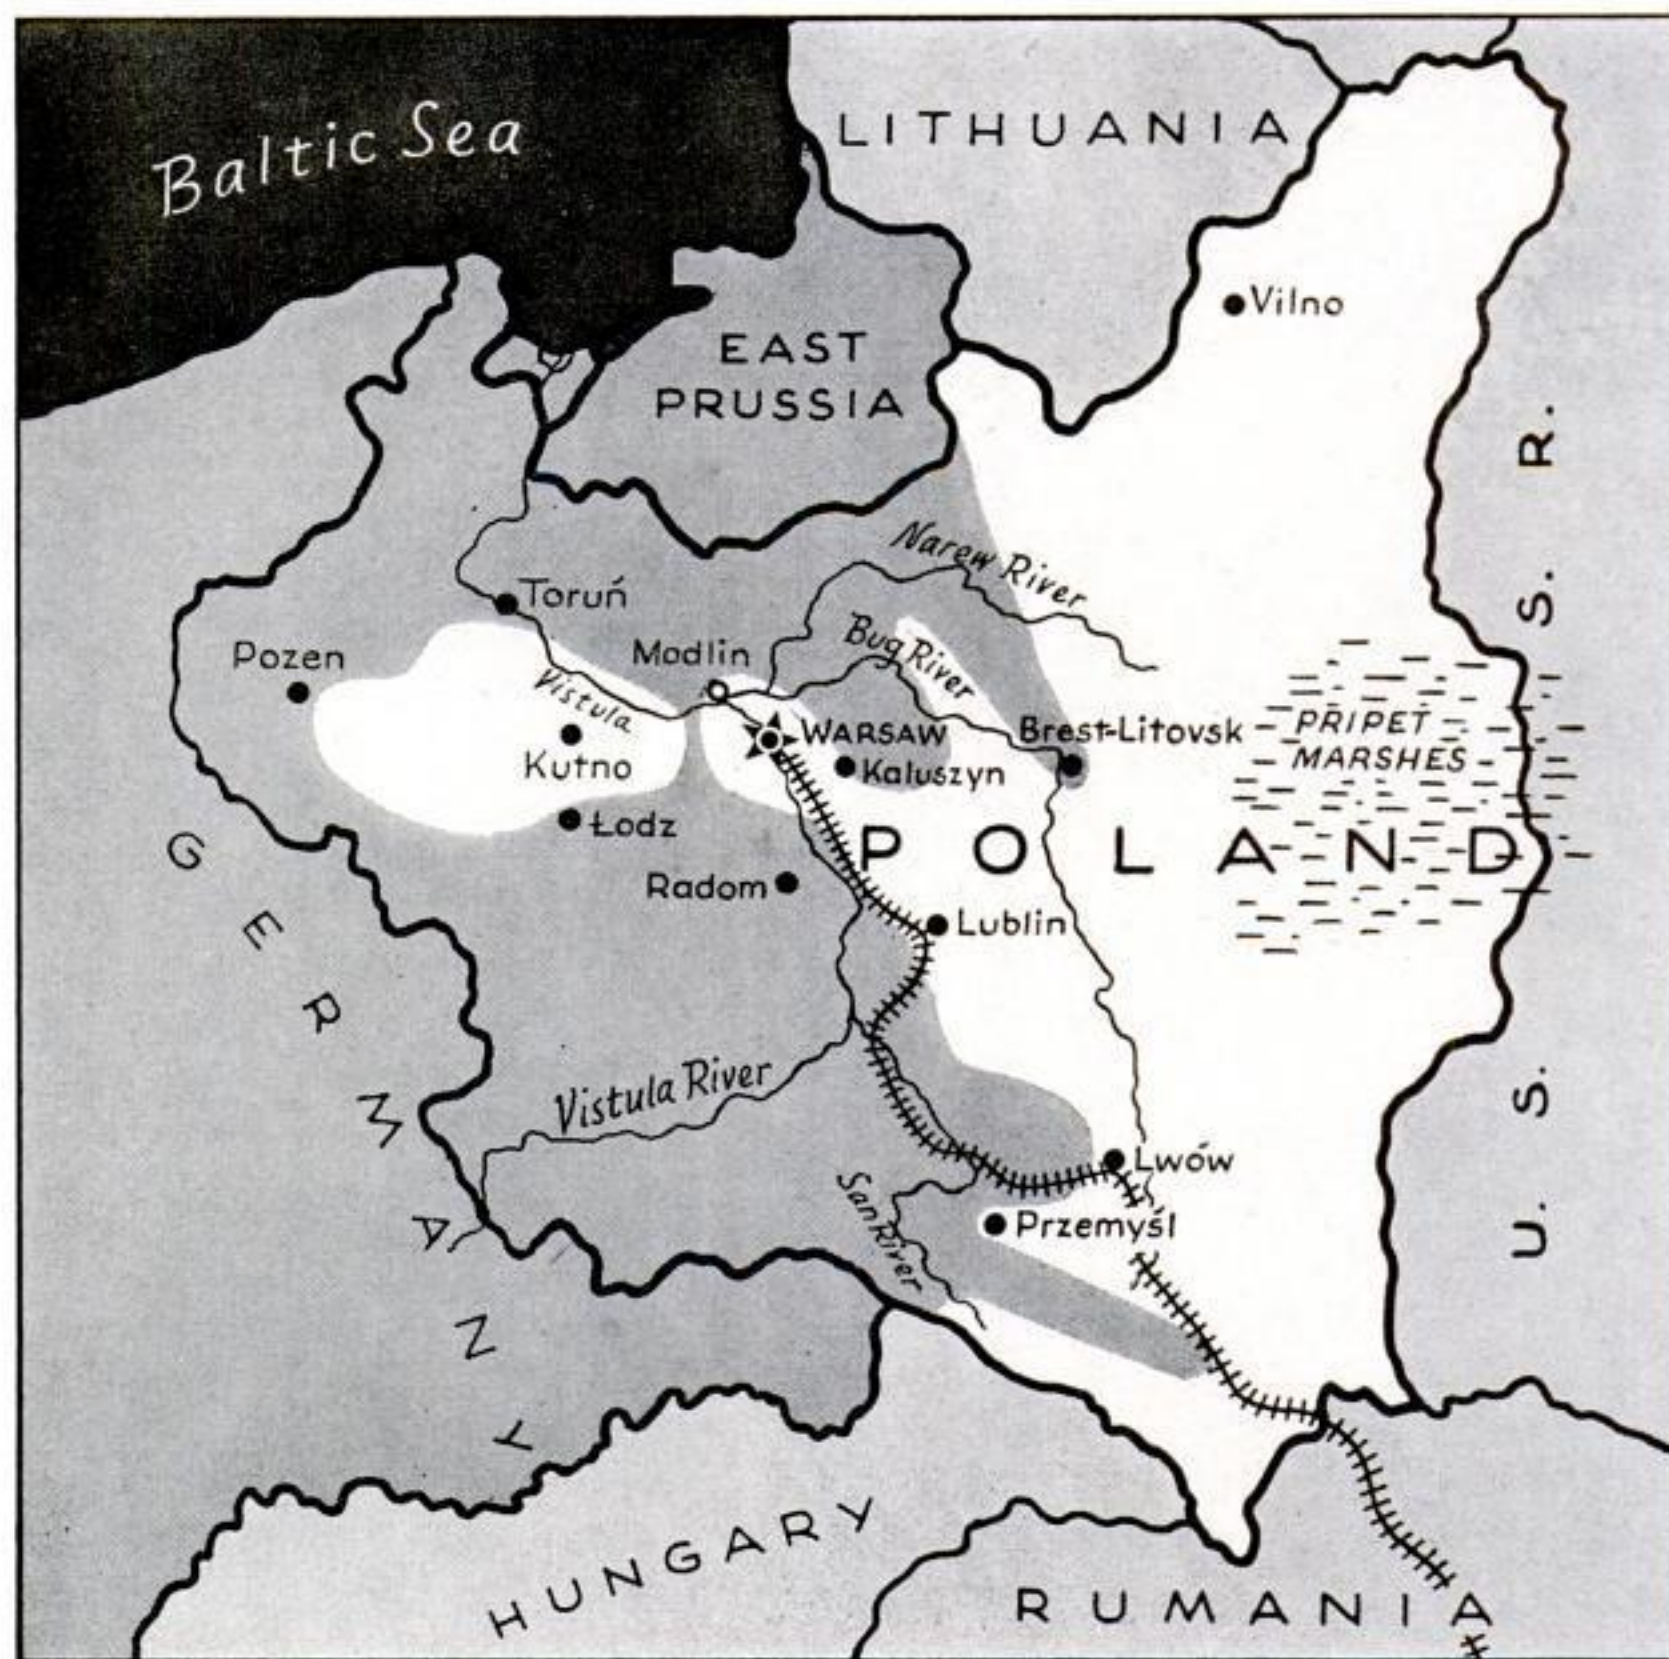 Baltic Sea
LITHUANIA
Vilno
EAST
PRUSSIA
U. S. S. R.
Narew River
Toruń
Bug River
Pozen
Modlin
Vistula
WARSAW
Brest-Litovsk
PRIPET
MARSHES
Kutno
Kaluszyn
Łodz
POLAND
GERMANY
Radom
Lublin
Vistula River
Lwów
San River
Przemyśl
HUNGARY
RUMANIA